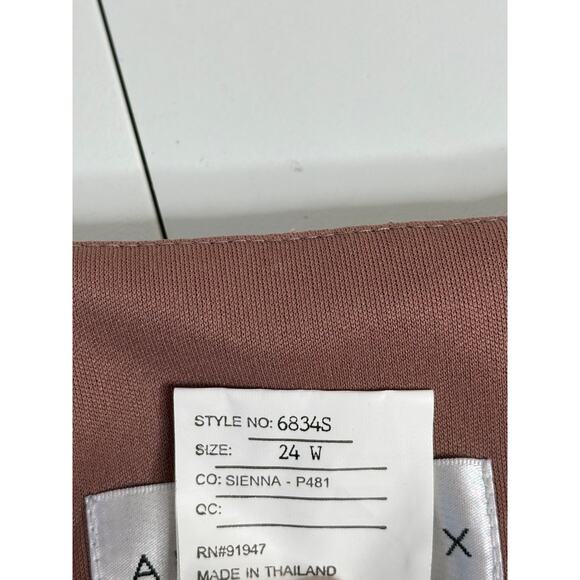 STYLE NO: 6834S
SIZE: 24 W
CO: SIENNA - P481
QC:
RN#91947
MADE IN THAILAND
A X